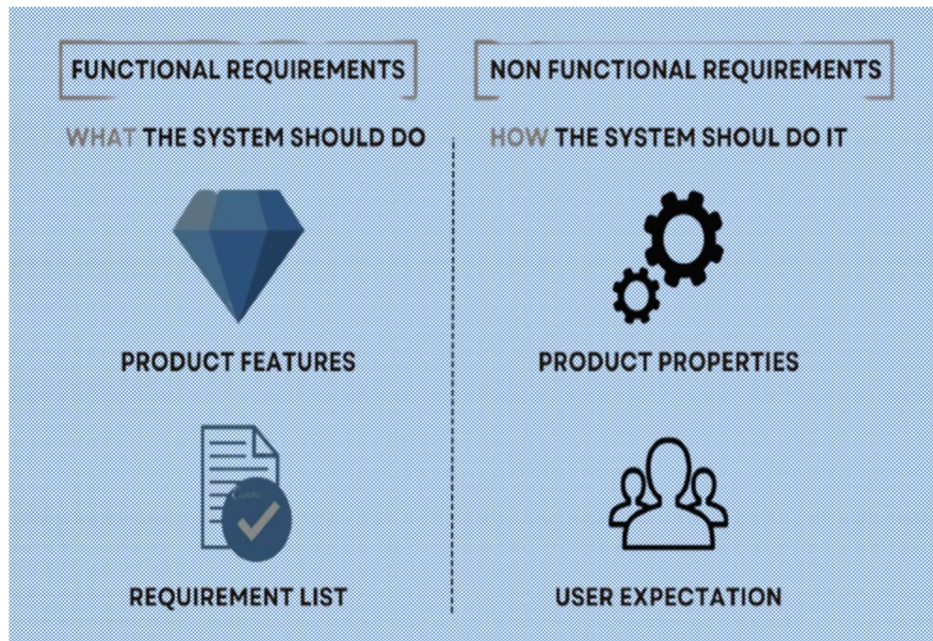 FUNCTIONAL REQUIREMENTS
WHAT THE SYSTEM SHOULD DO
PRODUCT FEATURES
REQUIREMENT LIST
NON FUNCTIONAL REQUIREMENTS
HOW THE SYSTEM SHOUL DO IT
PRODUCT PROPERTIES
USER EXPECTATION